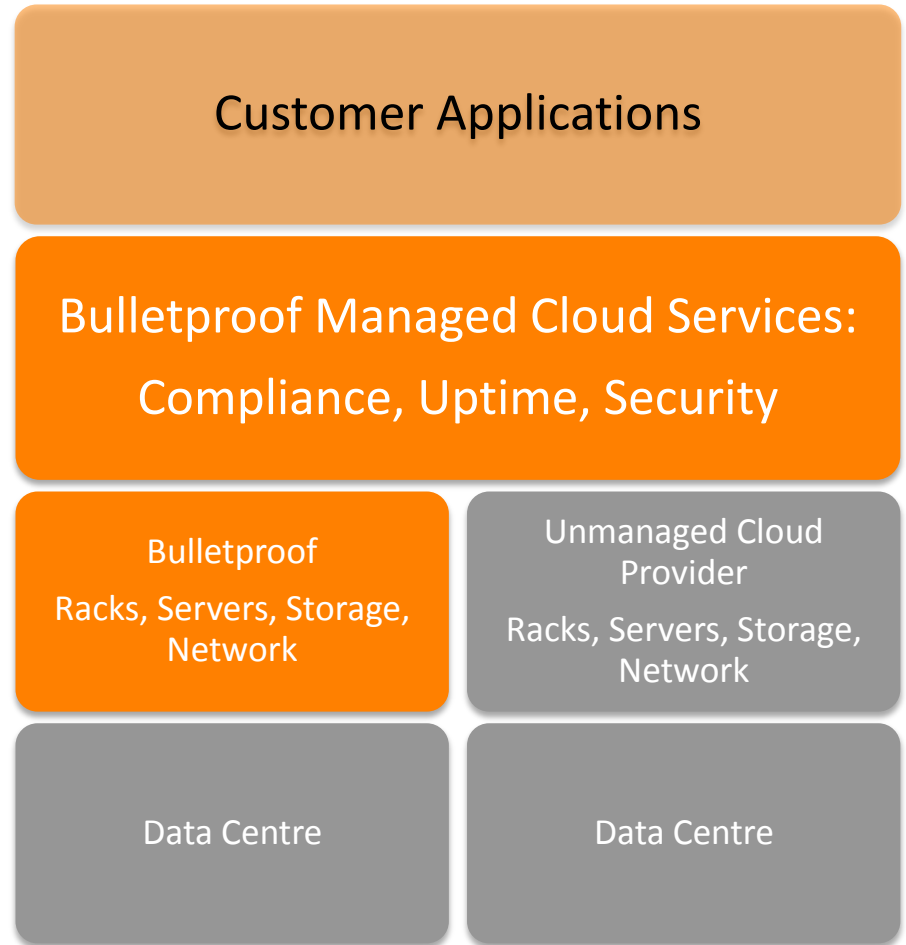 Customer Applications
Bulletproof Managed Cloud Services:
Compliance, Uptime, Security
Bulletproof
Racks, Servers, Storage,
Network
Unmanaged Cloud
Provider
Racks, Servers, Storage,
Network
Data Centre
Data Centre